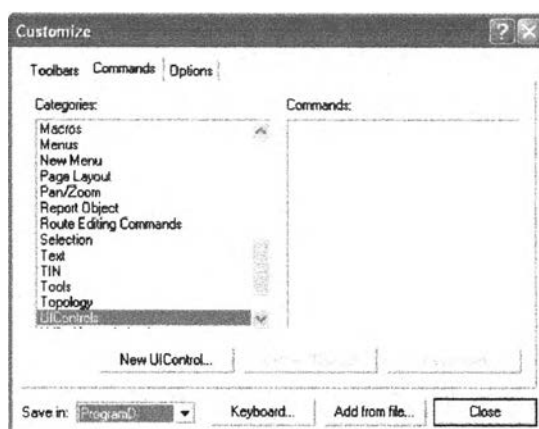 Customize
Toolbars Commands Options
Categories: Commands:
Macros
Menus
New Menu
Page Layout
Pan/Zoom
Report Object
Route Editing Commands
Selection
Text
TIN
Tools
Topology
UIControls
New UIControl...
Save in: Keyboard... Add from file... Close